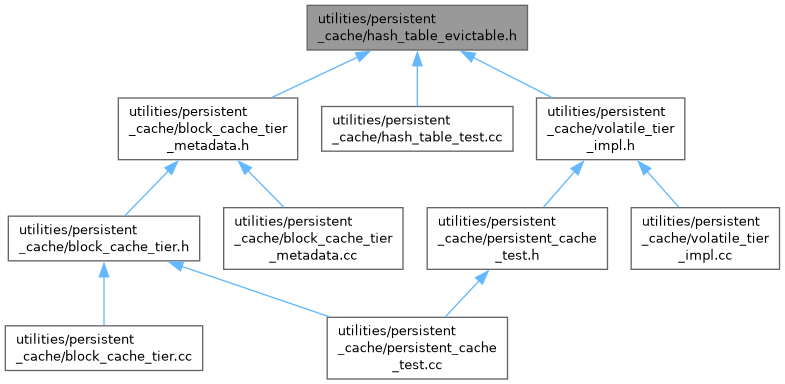 utilities/persistent
_cache/hash_table_evictable.h
utilities/persistent
_cache/block_cache_tier
_metadata.h
utilities/persistent
_cache/hash_table_test.cc
utilities/persistent
_cache/volatile_tier
_impl.h
utilities/persistent
_cache/block_cache_tier.h
utilities/persistent
_cache/block_cache_tier
_metadata.cc
utilities/persistent
_cache/persistent_cache
_test.h
utilities/persistent
_cache/volatile_tier
_impl.cc
utilities/persistent
_cache/block_cache_tier.cc
utilities/persistent
_cache/persistent_cache
_test.cc